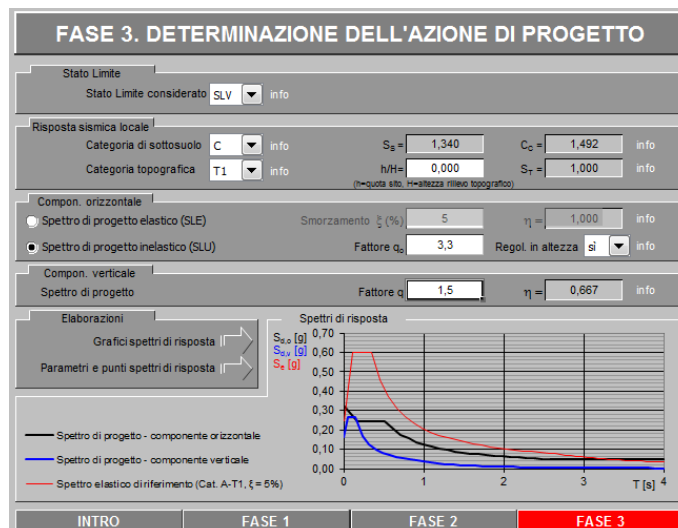 FASE 3. DETERMINAZIONE DELL'AZIONE DI PROGETTO
Stato Limite
Stato Limite considerato SLV info
Risposta sismica locale
Categoria di sottosuolo C info S_S = 1,340 C_C = 1,492 info
Categoria topografica T1 info h/H= 0,000 S_T = 1,000 info
(h=quota sito, H=altezza rilievo topografico)
Compon. orizzontale
Spettro di progetto elastico (SLE) Smorzamento ξ (%) 5 η = 1,000 info
Spettro di progetto inelastico (SLU) Fattore q_o 3,3 Regol. in altezza sì info
Compon. verticale
Spettro di progetto Fattore q 1,5 η = 0,667 info
Elaborazioni
Grafici spettri di risposta
Parametri e punti spettri di risposta
Spettri di risposta
S_d,o [g]
S_d,v [g]
S_e [g]
0,70
0,60
0,50
0,40
0,30
0,20
0,10
0,00
0 1 2 3 4
T [s]
Spettro di progetto - componente orizzontale
Spettro di progetto - componente verticale
Spettro elastico di riferimento (Cat. A-T1, ξ = 5%)
INTRO FASE 1 FASE 2 FASE 3